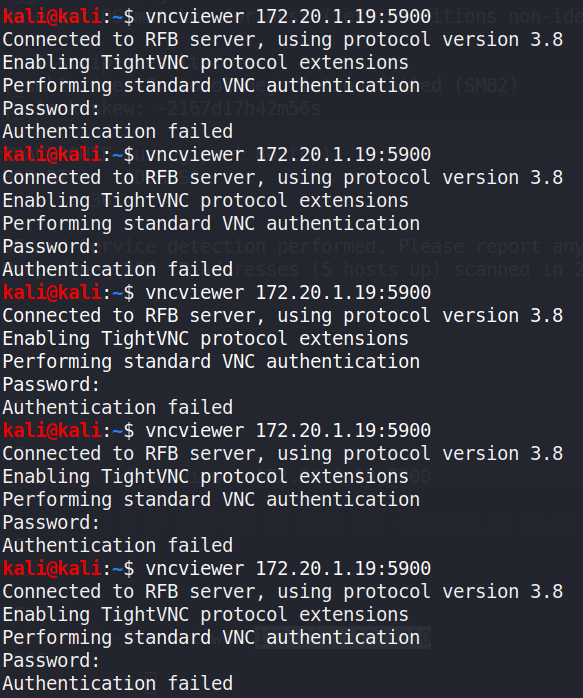 kali@kali:~$ vncviewer 172.20.1.19:5900
Connected to RFB server, using protocol version 3.8
Enabling TightVNC protocol extensions
Performing standard VNC authentication
Password:
Authentication failed
kali@kali:~$ vncviewer 172.20.1.19:5900
Connected to RFB server, using protocol version 3.8
Enabling TightVNC protocol extensions
Performing standard VNC authentication
Password:
Authentication failed
kali@kali:~$ vncviewer 172.20.1.19:5900
Connected to RFB server, using protocol version 3.8
Enabling TightVNC protocol extensions
Performing standard VNC authentication
Password:
Authentication failed
kali@kali:~$ vncviewer 172.20.1.19:5900
Connected to RFB server, using protocol version 3.8
Enabling TightVNC protocol extensions
Performing standard VNC authentication
Password:
Authentication failed
kali@kali:~$ vncviewer 172.20.1.19:5900
Connected to RFB server, using protocol version 3.8
Enabling TightVNC protocol extensions
Performing standard VNC authentication
Password:
Authentication failed